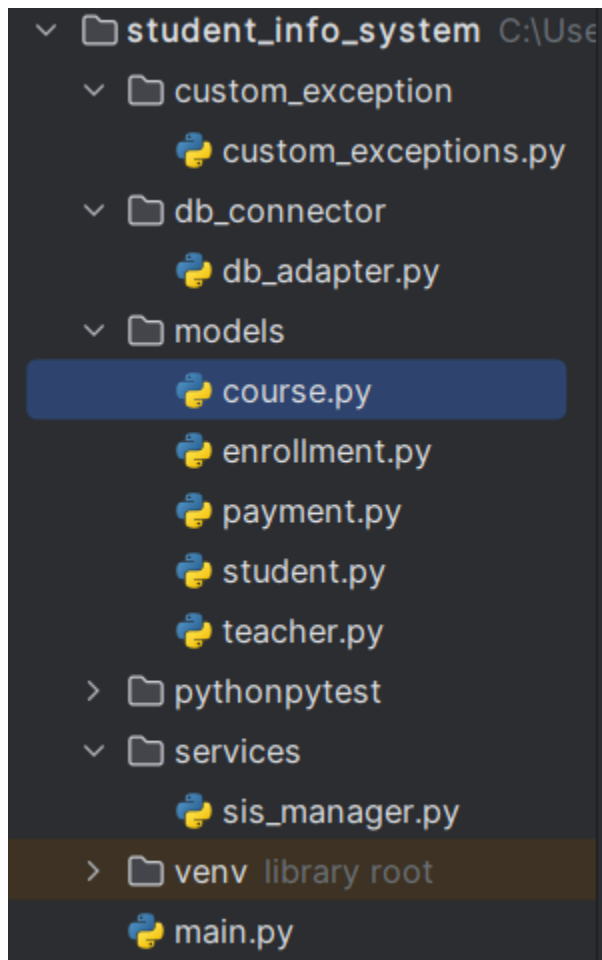 student_info_system C:\Use
custom_exception
custom_exceptions.py
db_connector
db_adapter.py
models
course.py
enrollment.py
payment.py
student.py
teacher.py
pythonpytest
services
sis_manager.py
venv library root
main.py